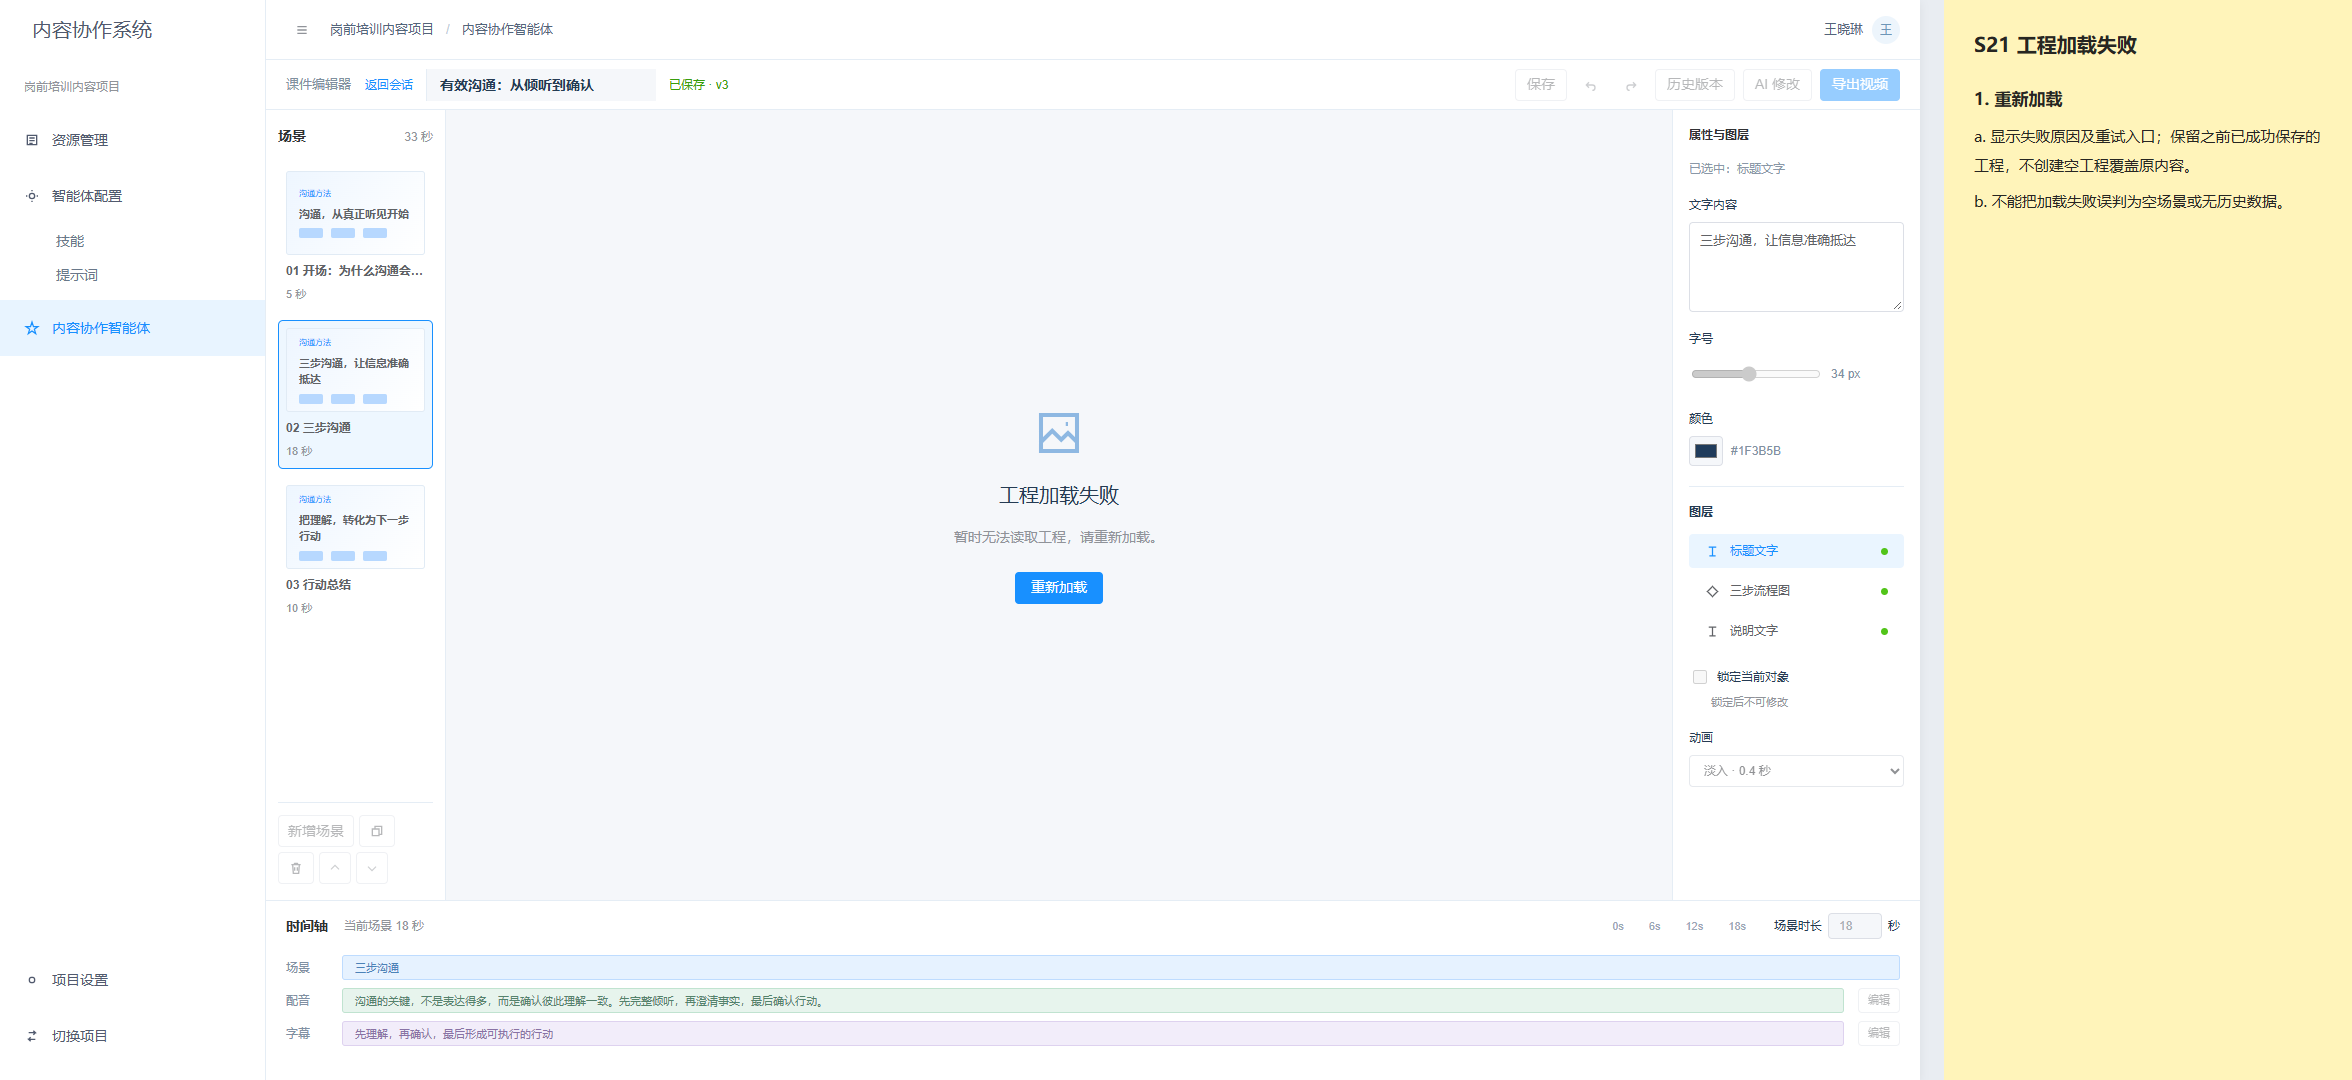 内容协作系统
岗前培训内容项目
资源管理
智能体配置
技能
提示词
内容协作智能体
项目设置
切换项目
岗前培训内容项目 / 内容协作智能体
王晓琳 王
课件编辑器 返回会话 有效沟通：从倾听到确认 已保存 · v3
保存 历史版本 AI 修改 导出视频
场景 33 秒
沟通方法
沟通，从真正听见开始
01 开场：为什么沟通会...
5 秒
沟通方法
三步沟通，让信息准确
抵达
02 三步沟通
18 秒
沟通方法
把理解，转化为下一步
行动
03 行动总结
10 秒
新增场景
工程加载失败
暂时无法读取工程，请重新加载。
重新加载
属性与图层
已选中：标题文字
文字内容
三步沟通，让信息准确抵达
字号
34 px
颜色
#1F3B5B
图层
标题文字
三步流程图
说明文字
锁定当前对象
锁定后不可修改
动画
淡入 · 0.4 秒
时间轴 当前场景 18 秒
0s 6s 12s 18s 场景时长 18 秒
场景 三步沟通
配音 沟通的关键，不是表达得多，而是确认彼此理解一致。先完整倾听，再澄清事实，最后确认行动。 编辑
字幕 先理解，再确认，最后形成可执行的行动 编辑
S21 工程加载失败
1. 重新加载
a. 显示失败原因及重试入口；保留之前已成功保存的
工程，不创建空工程覆盖原内容。
b. 不能把加载失败误判为空场景或无历史数据。